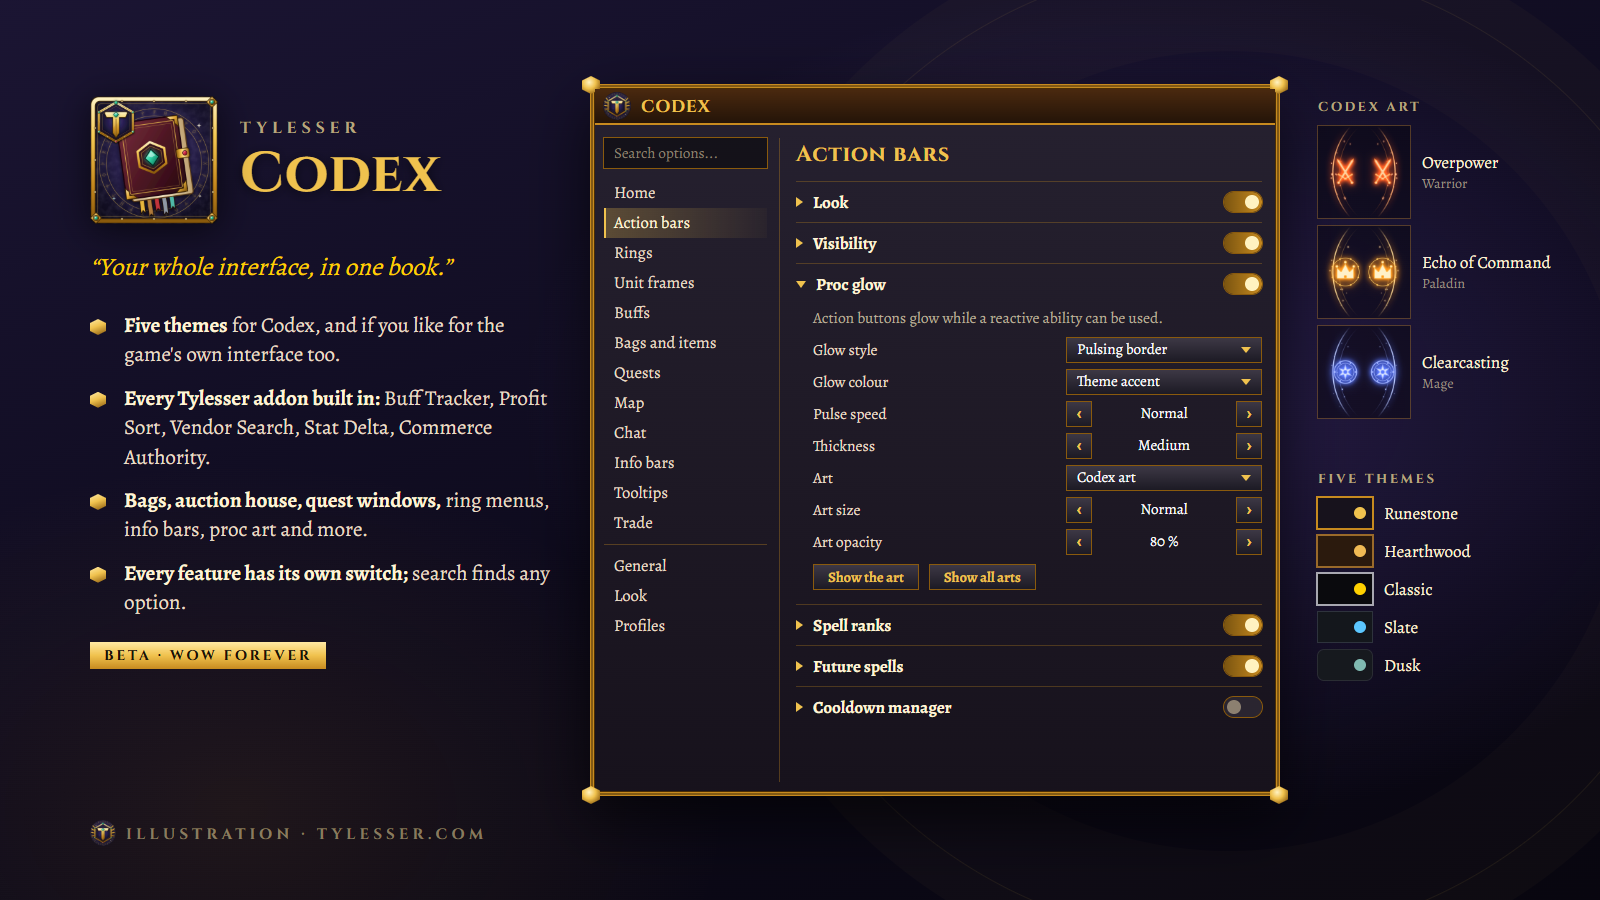 TYLESSER
CODEX
“Your whole interface, in one book.”
Five themes for Codex, and if you like for the
game's own interface too.
Every Tylesser addon built in: Buff Tracker, Profit
Sort, Vendor Search, Stat Delta, Commerce
Authority.
Bags, auction house, quest windows, ring menus,
info bars, proc art and more.
Every feature has its own switch; search finds any
option.
BETA · WOW FOREVER
ILLUSTRATION · TYLESSER.COM
CODEX
Search options...
Home
Action bars
Rings
Unit frames
Buffs
Bags and items
Quests
Map
Chat
Info bars
Tooltips
Trade
General
Look
Profiles
ACTION BARS
Look
Visibility
Proc glow
Action buttons glow while a reactive ability can be used.
Glow style Pulsing border
Glow colour Theme accent
Pulse speed ‹ Normal ›
Thickness ‹ Medium ›
Art Codex art
Art size ‹ Normal ›
Art opacity ‹ 80 % ›
Show the art Show all arts
Spell ranks
Future spells
Cooldown manager
CODEX ART
Overpower
Warrior
Echo of Command
Paladin
Clearcasting
Mage
FIVE THEMES
Runestone
Hearthwood
Classic
Slate
Dusk